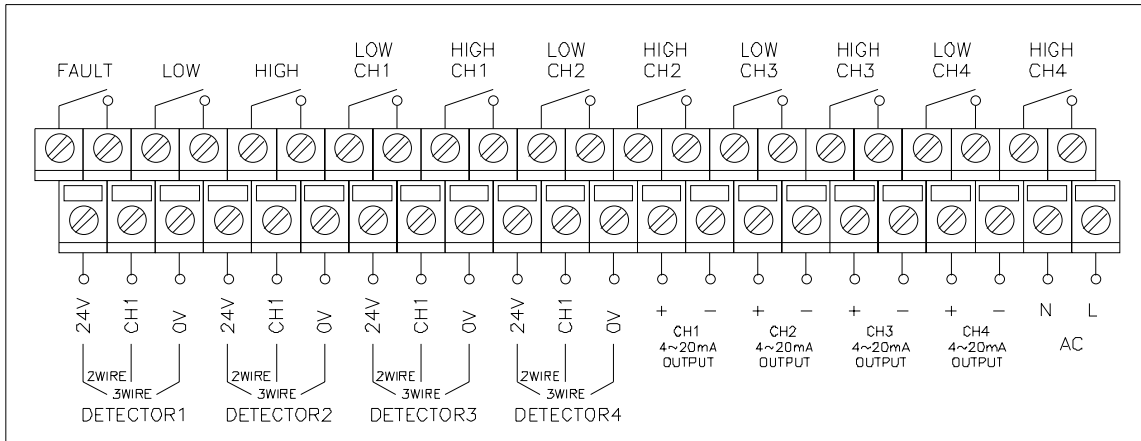 FAULT LOW HIGH LOW CH1 HIGH CH1 LOW CH2 HIGH CH2 LOW CH3 HIGH CH3 LOW CH4 HIGH CH4
24V CH1 0V 24V CH1 0V 24V CH1 0V 24V CH1 0V + − + − + − + − N L
CH1 4~20mA OUTPUT CH2 4~20mA OUTPUT CH3 4~20mA OUTPUT CH4 4~20mA OUTPUT AC
2WIRE 2WIRE 2WIRE 2WIRE
3WIRE 3WIRE 3WIRE 3WIRE
DETECTOR1 DETECTOR2 DETECTOR3 DETECTOR4